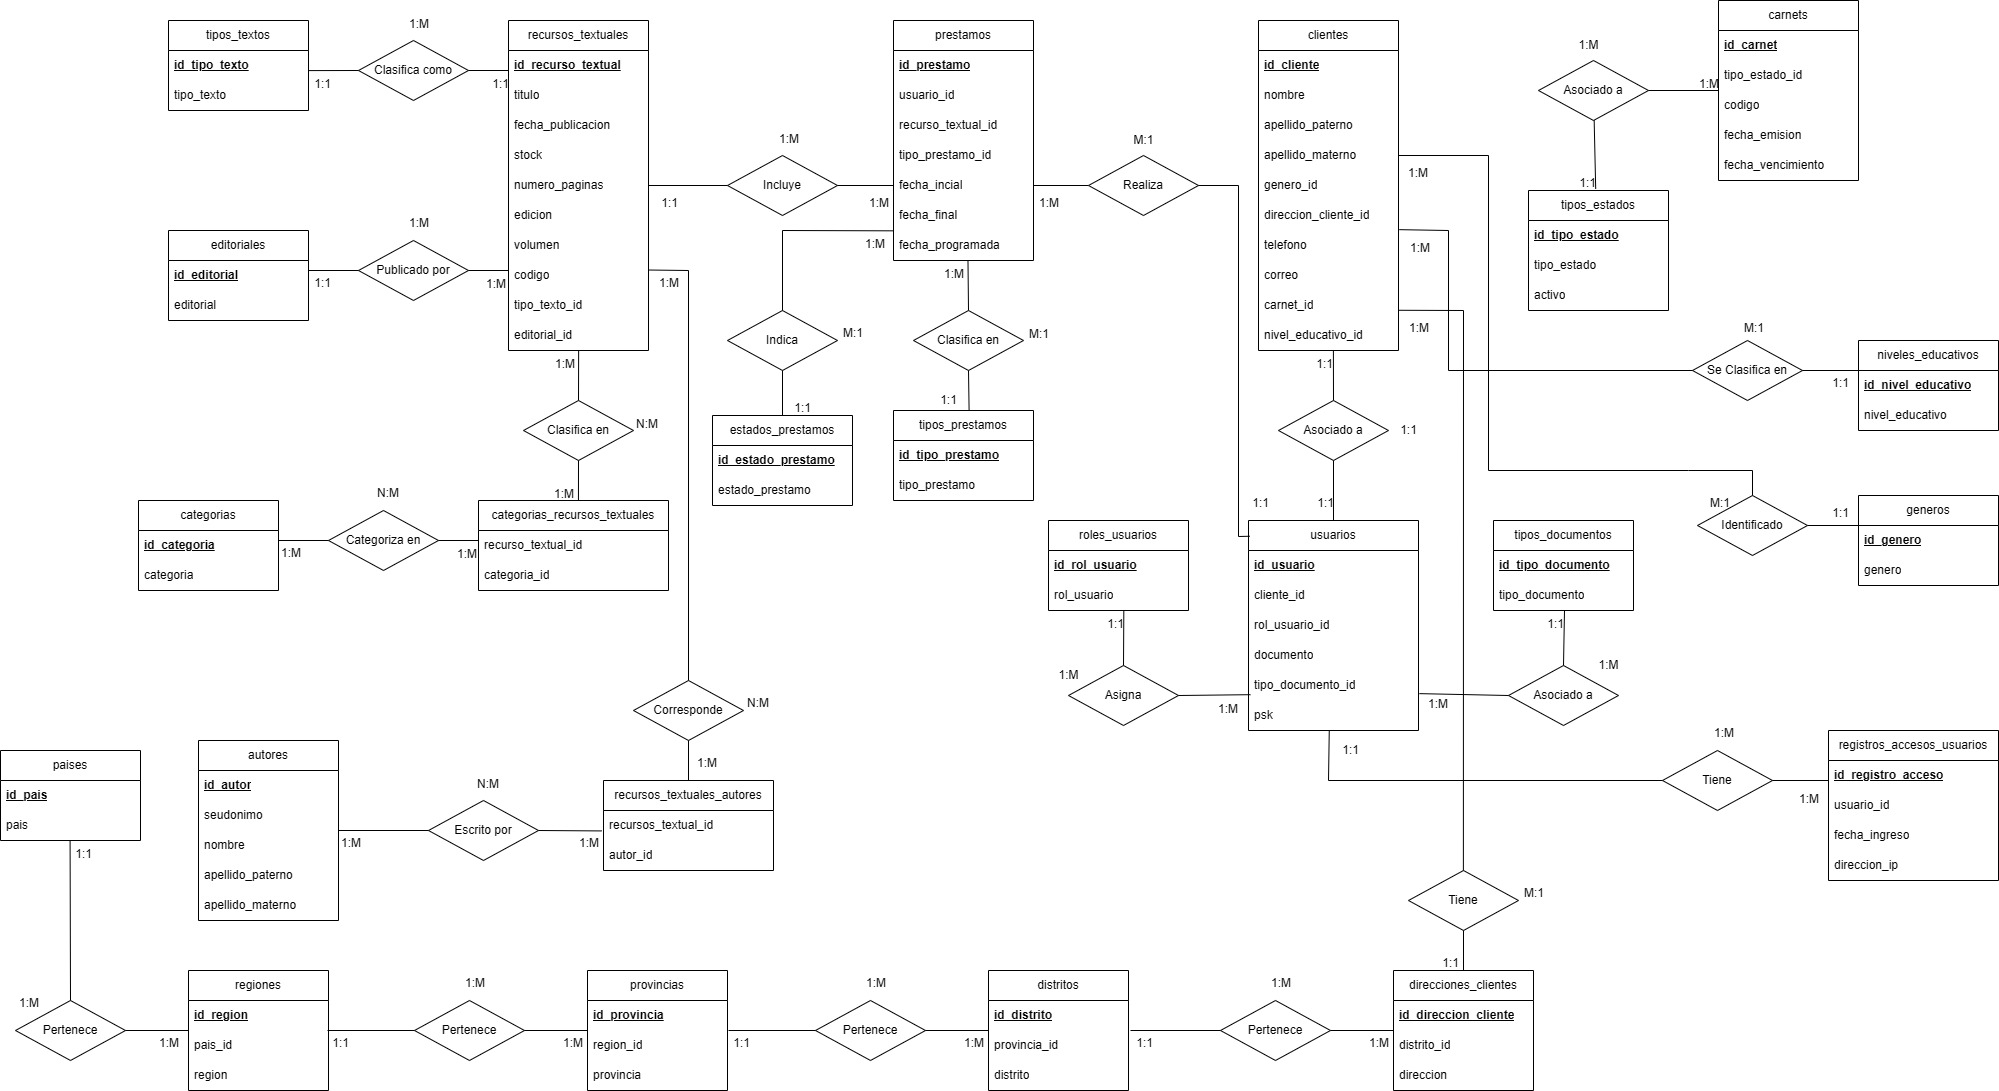 1:M
tipos_textos
id_tipo_texto
tipo_texto
1:1
Clasifica como
1:1
recursos_textuales
id_recurso_textual
titulo
fecha_publicacion
stock
numero_paginas
edicion
volumen
codigo
tipo_texto_id
editorial_id
1:M
editoriales
id_editorial
editorial
1:1
Publicado por
1:M
1:M
Incluye
1:1
1:M
prestamos
id_prestamo
usuario_id
recurso_textual_id
tipo_prestamo_id
fecha_incial
fecha_final
fecha_programada
M:1
Realiza
1:M
1:1
1:M
Indica
M:1
1:1
estados_prestamos
id_estado_prestamo
estado_prestamo
1:M
Clasifica en
M:1
1:1
tipos_prestamos
id_tipo_prestamo
tipo_prestamo
clientes
id_cliente
nombre
apellido_paterno
apellido_materno
genero_id
direccion_cliente_id
telefono
correo
carnet_id
nivel_educativo_id
1:M
1:M
1:M
1:M
Asociado a
1:M
1:1
carnets
id_carnet
tipo_estado_id
codigo
fecha_emision
fecha_vencimiento
tipos_estados
id_tipo_estado
tipo_estado
activo
M:1
Se Clasifica en
1:1
niveles_educativos
id_nivel_educativo
nivel_educativo
M:1
Identificado
1:1
generos
id_genero
genero
1:1
Asociado a
1:1
1:1
1:M
Clasifica en
N:M
1:M
categorias
id_categoria
categoria
N:M
Categoriza en
1:M
1:M
categorias_recursos_textuales
recurso_textual_id
categoria_id
1:M
roles_usuarios
id_rol_usuario
rol_usuario
1:1
1:M
Asigna
1:M
usuarios
id_usuario
cliente_id
rol_usuario_id
documento
tipo_documento_id
psk
tipos_documentos
id_tipo_documento
tipo_documento
1:1
1:M
Asociado a
1:M
1:1
1:M
Tiene
1:M
registros_accesos_usuarios
id_registro_acceso
usuario_id
fecha_ingreso
direccion_ip
Corresponde
N:M
1:M
autores
id_autor
seudonimo
nombre
apellido_paterno
apellido_materno
N:M
Escrito por
1:M
1:M
recursos_textuales_autores
recursos_textual_id
autor_id
paises
id_pais
pais
1:1
1:M
Pertenece
1:M
regiones
id_region
pais_id
region
1:M
Pertenece
1:1
1:M
provincias
id_provincia
region_id
provincia
1:M
Pertenece
1:1
1:M
distritos
id_distrito
provincia_id
distrito
1:M
Pertenece
1:1
1:M
Tiene
M:1
1:1
direcciones_clientes
id_direccion_cliente
distrito_id
direccion